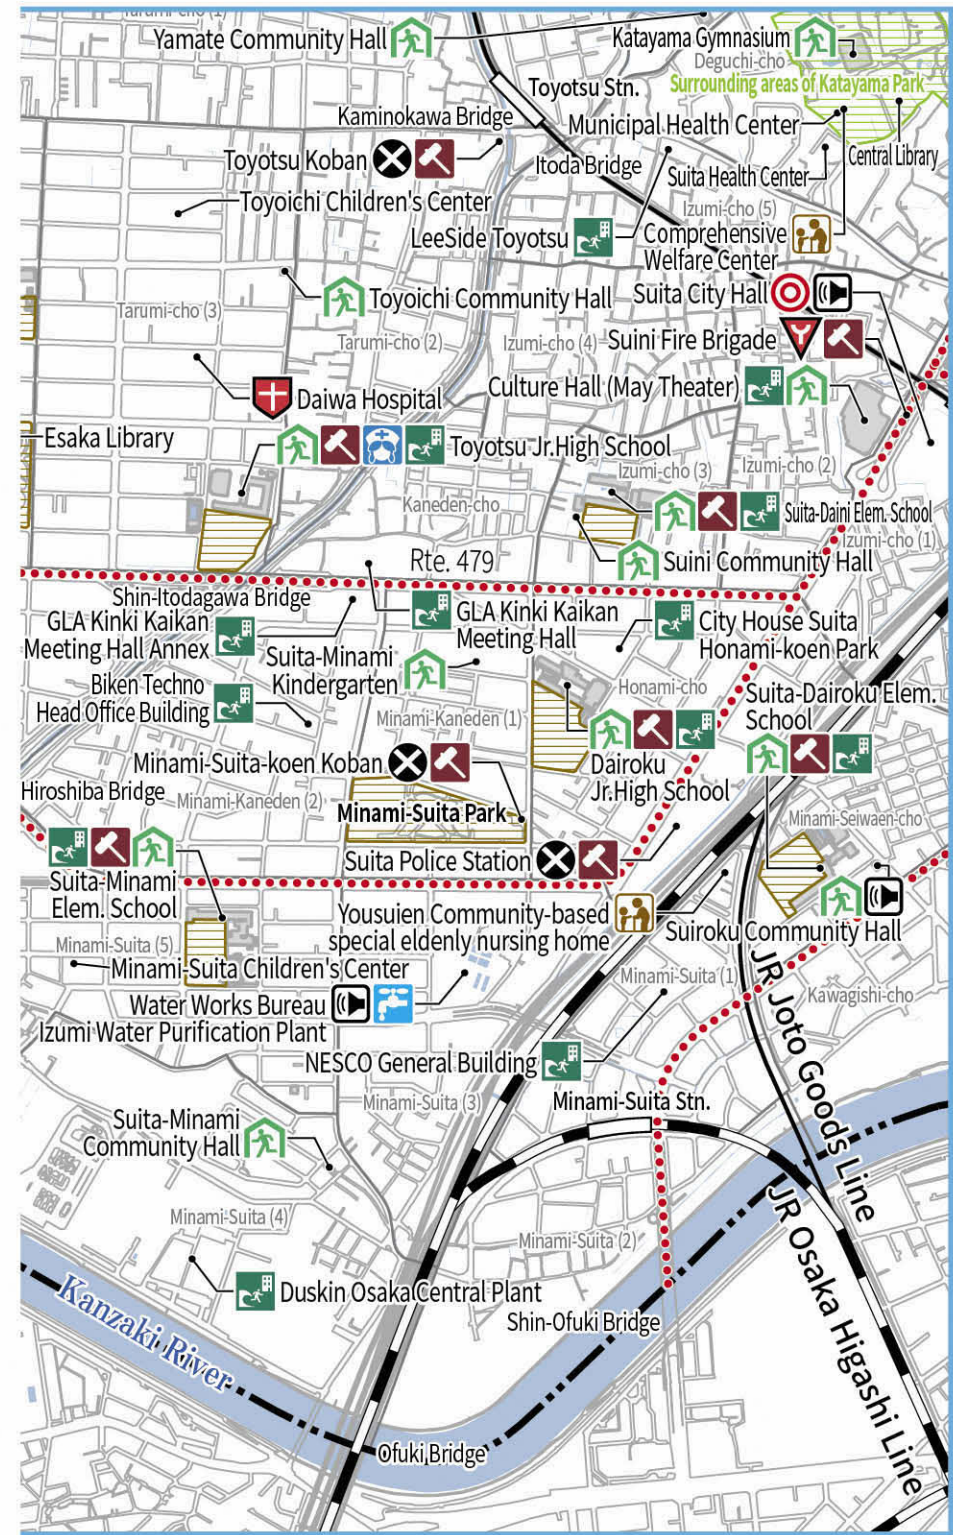 Tarumi-cho (1)
Yamate Community Hall
Katayama Gymnasium
Deguchi-cho
Surrounding areas of Katayama Park
Toyotsu Stn.
Kaminokawa Bridge
Municipal Health Center
Central Library
Toyotsu Koban
Itoda Bridge
Suita Health Center
Toyoichi Children's Center
Izumi-cho (5)
LeeSide Toyotsu
Comprehensive
Welfare Center
Toyoichi Community Hall
Suita City Hall
Tarumi-cho (3)
Tarumi-cho (2)
Izumi-cho (4)
Suini Fire Brigade
Culture Hall (May Theater)
Daiwa Hospital
Esaka Library
Toyotsu Jr.High School
Izumi-cho (3)
Izumi-cho (2)
Kaneden-cho
Suita-Daini Elem. School
Izumi-cho (1)
Rte. 479
Suini Community Hall
Shin-Itodagawa Bridge
GLA Kinki Kaikan
Meeting Hall Annex
GLA Kinki Kaikan
Meeting Hall
City House Suita
Honami-koen Park
Suita-Minami
Kindergarten
Biken Techno
Head Office Building
Honami-cho
Suita-Dairoku Elem.
School
Minami-Kaneden (1)
Minami-Suita-koen Koban
Dairoku
Jr.High School
Hiroshiba Bridge
Minami-Kaneden (2)
Minami-Suita Park
Minami-Seiwaen-cho
Suita Police Station
Suita-Minami
Elem. School
Yousuien Community-based
special eldenly nursing home
Suiroku Community Hall
Minami-Suita (5)
Minami-Suita Children's Center
Minami-Suita (1)
Kawagishi-cho
Water Works Bureau
Izumi Water Purification Plant
JR Joto Goods Line
NESCO General Building
Minami-Suita (3)
Minami-Suita Stn.
Suita-Minami
Community Hall
JR Osaka Higashi Line
Minami-Suita (4)
Minami-Suita (2)
Duskin Osaka Central Plant
Shin-Ofuki Bridge
Kanzaki River
Ofuki Bridge